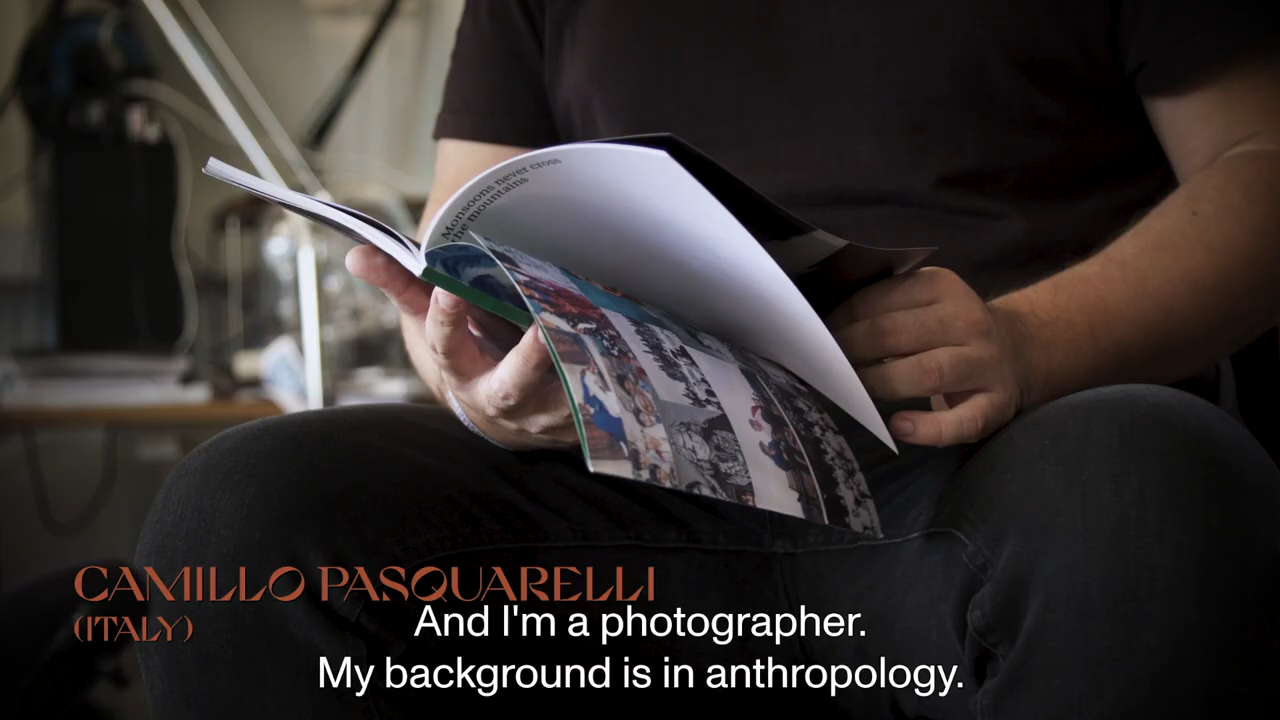 Monsoons never cross
the mountains
CAMILLO PASQUARELLI
(ITALY)
And I'm a photographer.
My background is in anthropology.